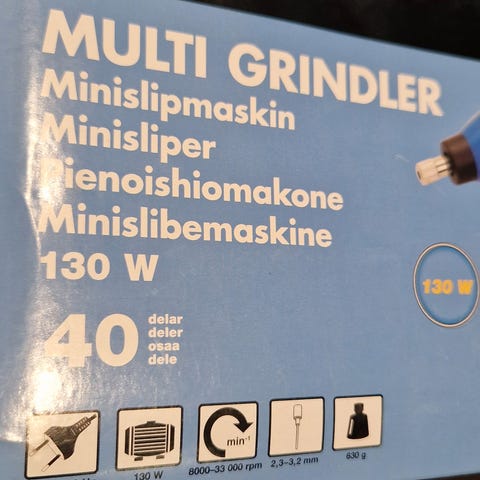 MULTI GRINDLER
Minislipmaskin
Minisliper
Pienoishiomakone
Minislibemaskine
130 W
130 W
40
delar
deler
osaa
dele
min⁻¹
130 W
8000–33 000 rpm
2,3–3,2 mm
630 g